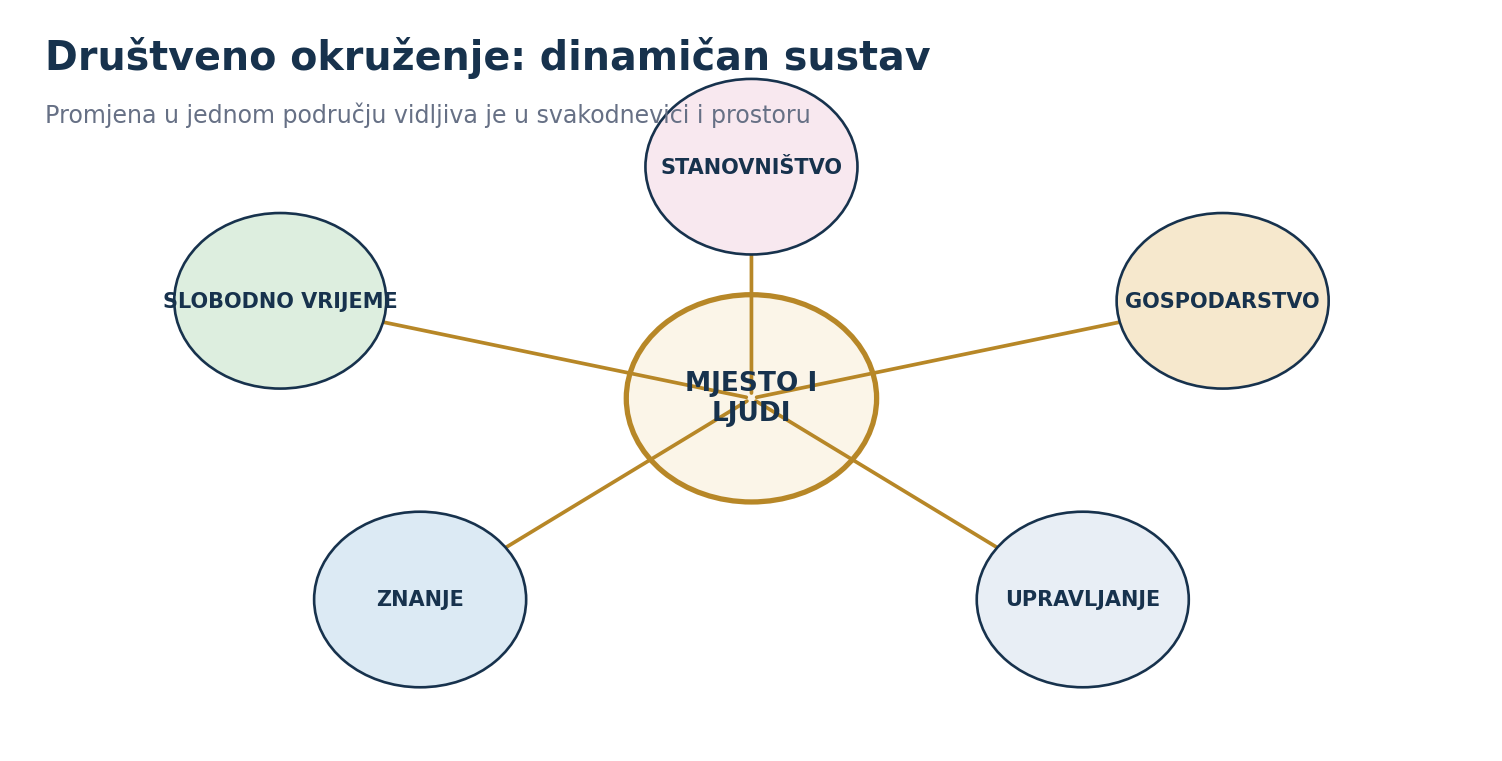 Društveno okruženje: dinamičan sustav
Promjena u jednom području vidljiva je u svakodnevici i prostoru
STANOVNIŠTVO
SLOBODNO VRIJEME
GOSPODARSTVO
MJESTO I
LJUDI
ZNANJE
UPRAVLJANJE